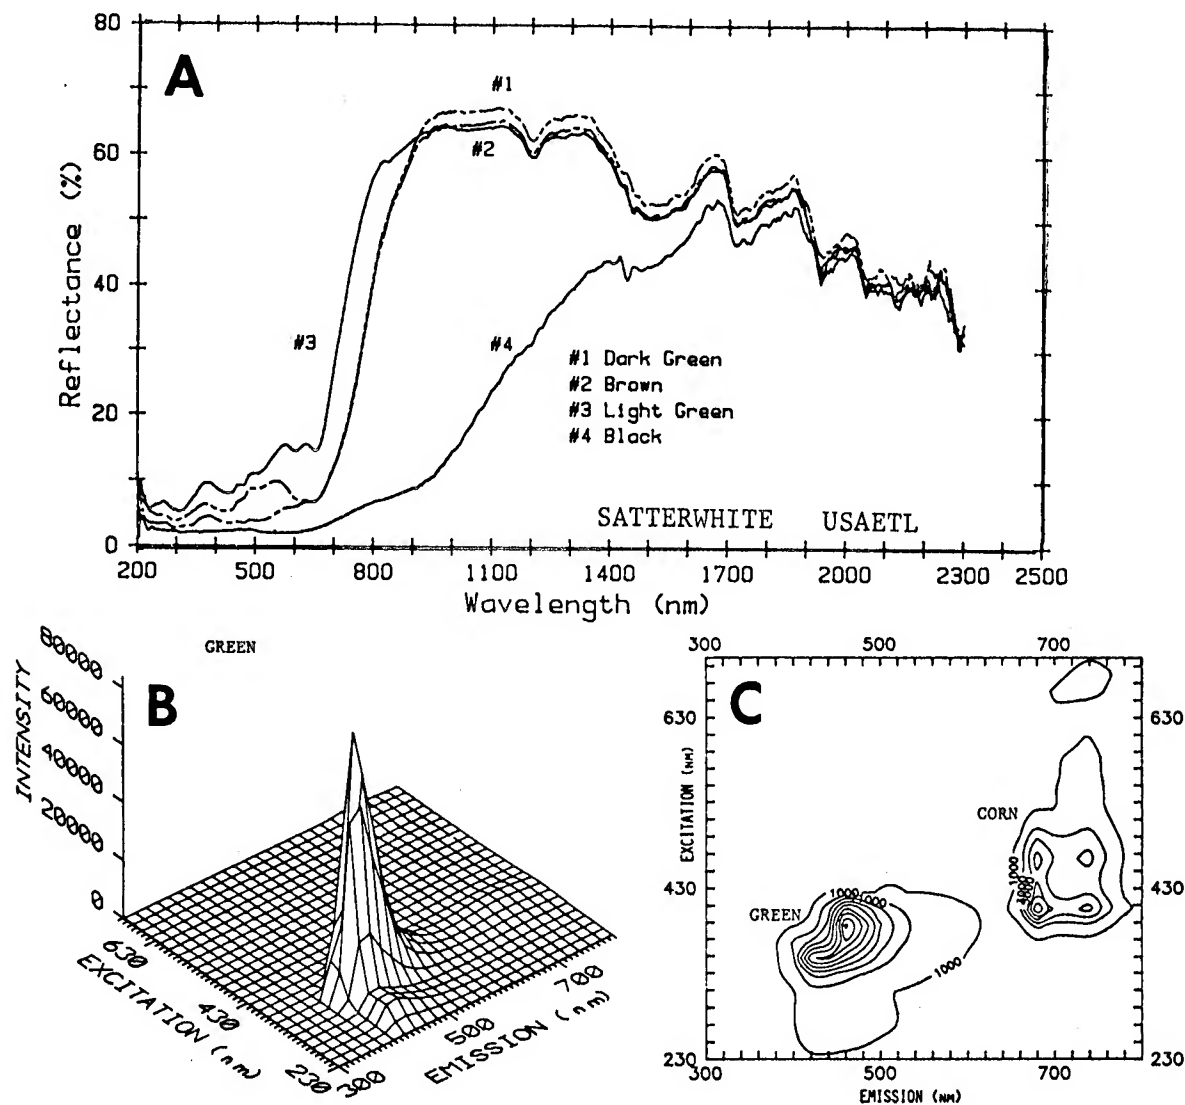 80
60
40
20
0
Reflectance (%)
A
#1
#2
#3
#4
#1 Dark Green
#2 Brown
#3 Light Green
#4 Black
SATTERWHITE USAETL
200 500 800 1100 1400 1700 2000 2300 2500
Wavelength (nm)
GREEN
B
80000
60000
40000
20000
0
INTENSITY
630 430 230
EXCITATION (nm)
300 500 700
EMISSION (nm)
300 500 700
C
630 630
430 430
230 230
EXCITATION (NM)
CORN
1000
GREEN
1000
1000
1000
300 500 700
EMISSION (NM)